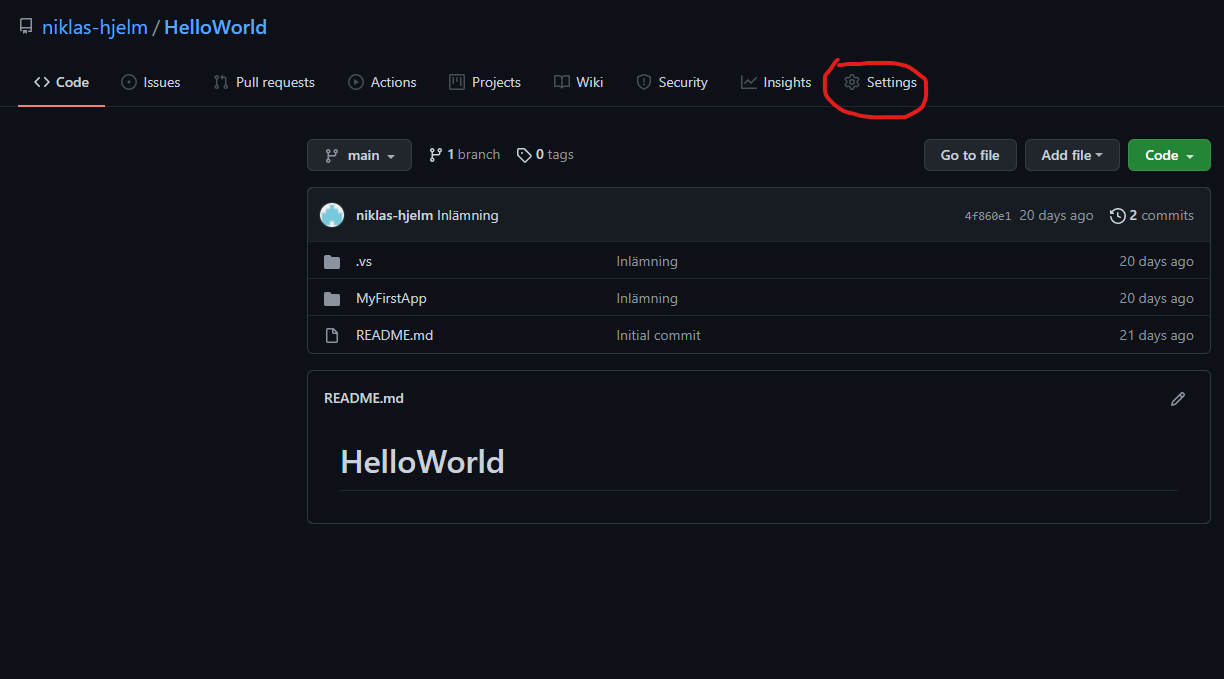 niklas-hjelm / HelloWorld
Code Issues Pull requests Actions Projects Wiki Security Insights Settings
main 1 branch 0 tags Go to file Add file Code
niklas-hjelm Inlämning 4f860e1 20 days ago 2 commits
.vs Inlämning 20 days ago
MyFirstApp Inlämning 20 days ago
README.md Initial commit 21 days ago
README.md
HelloWorld